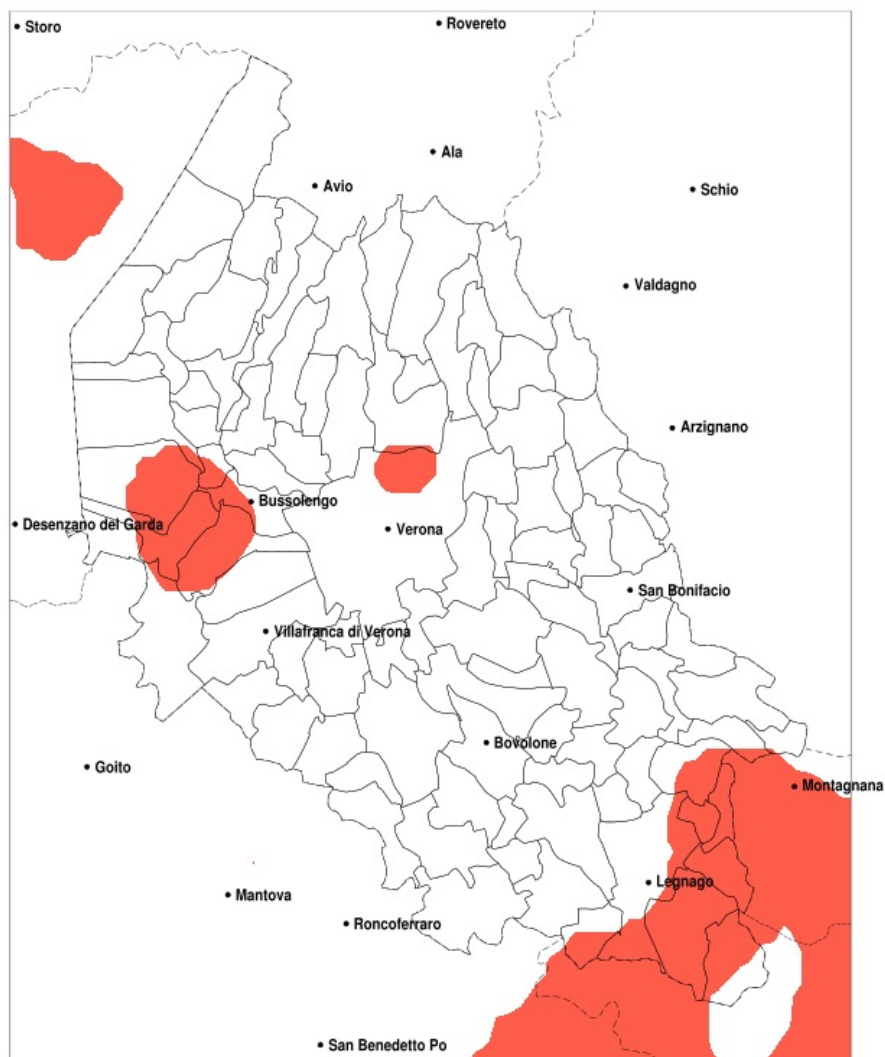 Storo
Rovereto
Ala
Avio
Schio
Valdagno
Arzignano
Bussolengo
Desenzano del Garda
Verona
San Bonifacio
Villafranca di Verona
Bovolone
Goito
Montagnana
Legnago
Mantova
Roncoferraro
San Benedetto Po